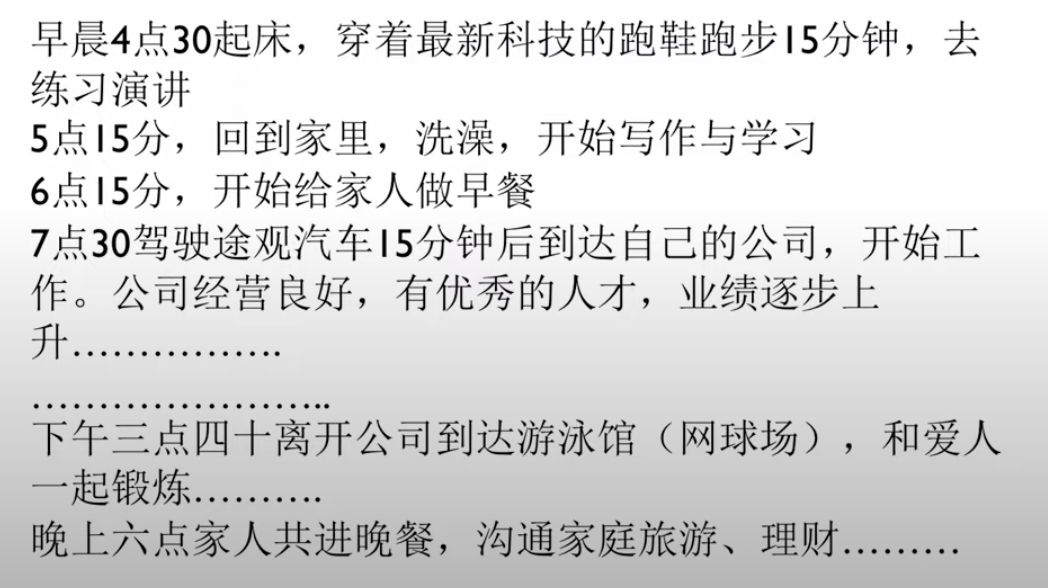 早晨4点30起床，穿着最新科技的跑鞋跑步15分钟，去
练习演讲
5点15分，回到家里，洗澡，开始写作与学习
6点15分，开始给家人做早餐
7点30驾驶途观汽车15分钟后到达自己的公司，开始工
作。公司经营良好，有优秀的人才，业绩逐步上
升................
......................
下午三点四十离开公司到达游泳馆（网球场），和爱人
一起锻炼..........
晚上六点家人共进晚餐，沟通家庭旅游、理财.........